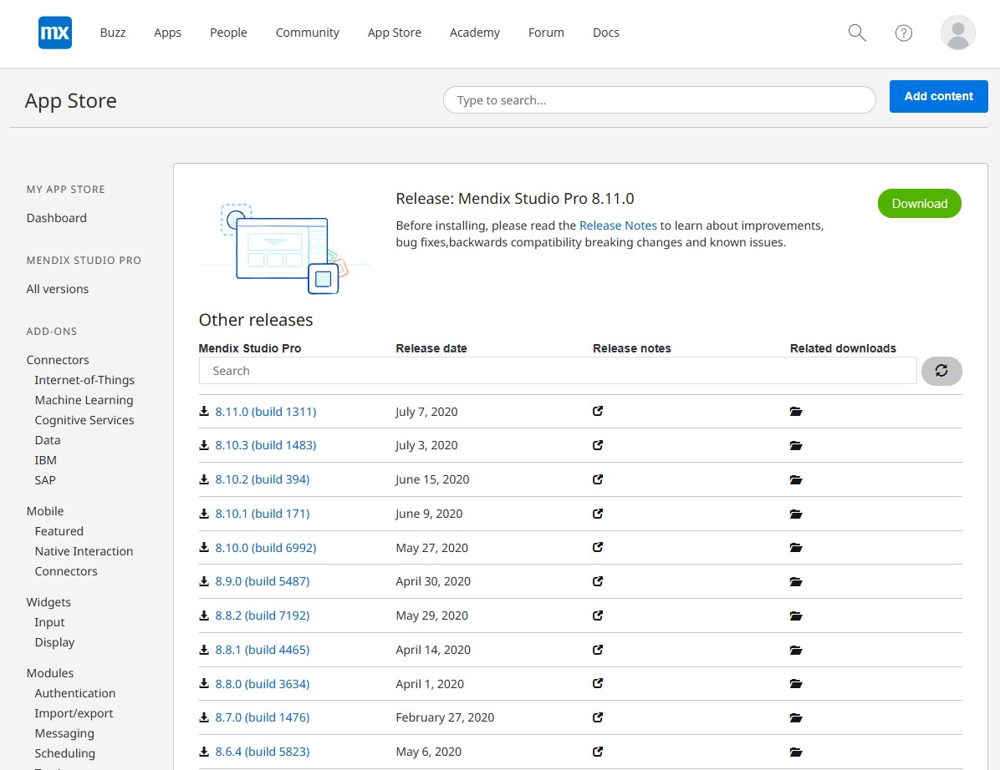 mx Buzz Apps People Community App Store Academy Forum Docs ?
App Store Type to search... Add content
MY APP STORE
Dashboard
MENDIX STUDIO PRO
All versions
ADD-ONS
Connectors
Internet-of-Things
Machine Learning
Cognitive Services
Data
IBM
SAP
Mobile
Featured
Native Interaction
Connectors
Widgets
Input
Display
Modules
Authentication
Import/export
Messaging
Scheduling
Release: Mendix Studio Pro 8.11.0
Download
Before installing, please read the Release Notes to learn about improvements,
bug fixes,backwards compatibility breaking changes and known issues.
Other releases
Mendix Studio Pro Release date Release notes Related downloads
Search
8.11.0 (build 1311) July 7, 2020
8.10.3 (build 1483) July 3, 2020
8.10.2 (build 394) June 15, 2020
8.10.1 (build 171) June 9, 2020
8.10.0 (build 6992) May 27, 2020
8.9.0 (build 5487) April 30, 2020
8.8.2 (build 7192) May 29, 2020
8.8.1 (build 4465) April 14, 2020
8.8.0 (build 3634) April 1, 2020
8.7.0 (build 1476) February 27, 2020
8.6.4 (build 5823) May 6, 2020